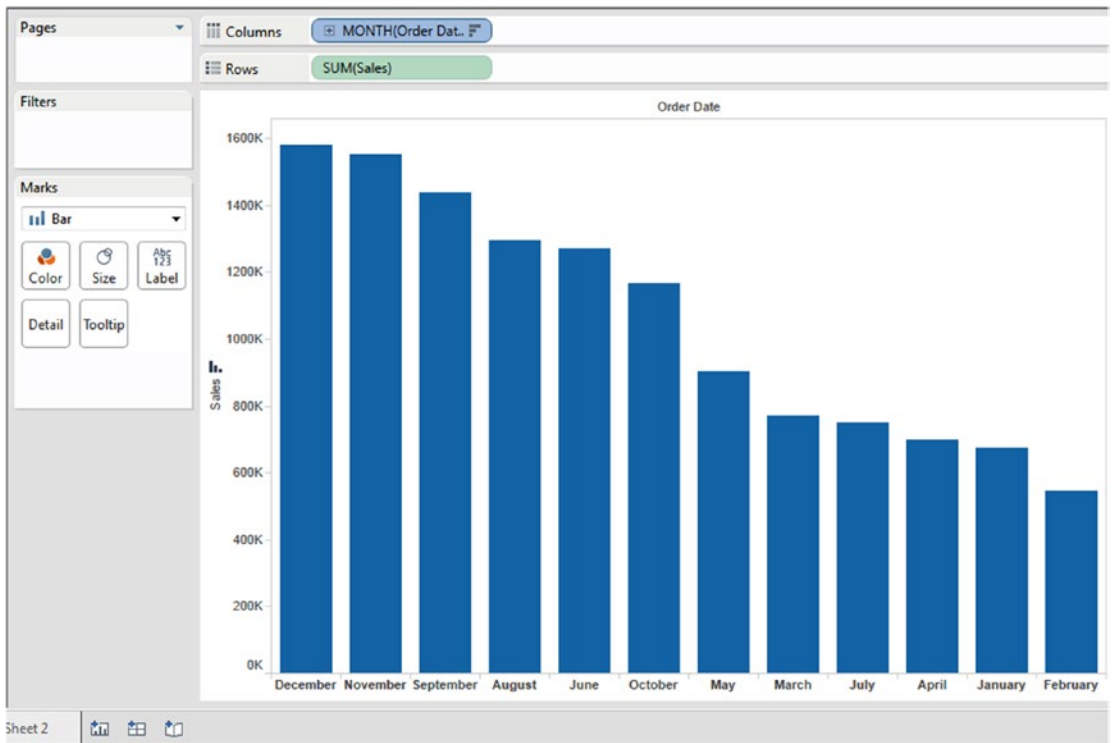 Pages
Columns
MONTH(Order Dat..
Rows
SUM(Sales)
Filters
Marks
Bar
Color
Size
Abc
123
Label
Detail
Tooltip
Order Date
1600K
1400K
1200K
1000K
800K
600K
400K
200K
0K
Sales
December November September August June October May March July April January February
Sheet 2